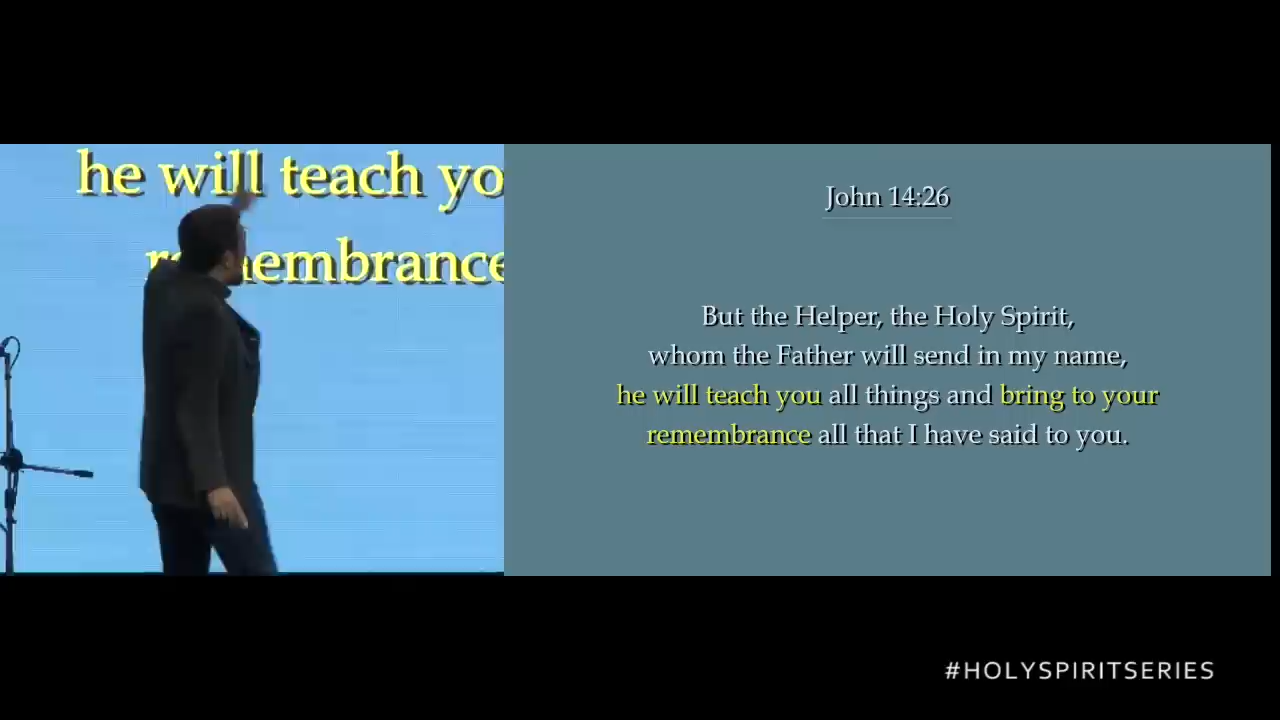 he will teach yo
remembrance
John 14:26
But the Helper, the Holy Spirit,
whom the Father will send in my name,
he will teach you all things and bring to your
remembrance all that I have said to you.
#HOLYSPIRITSERIES